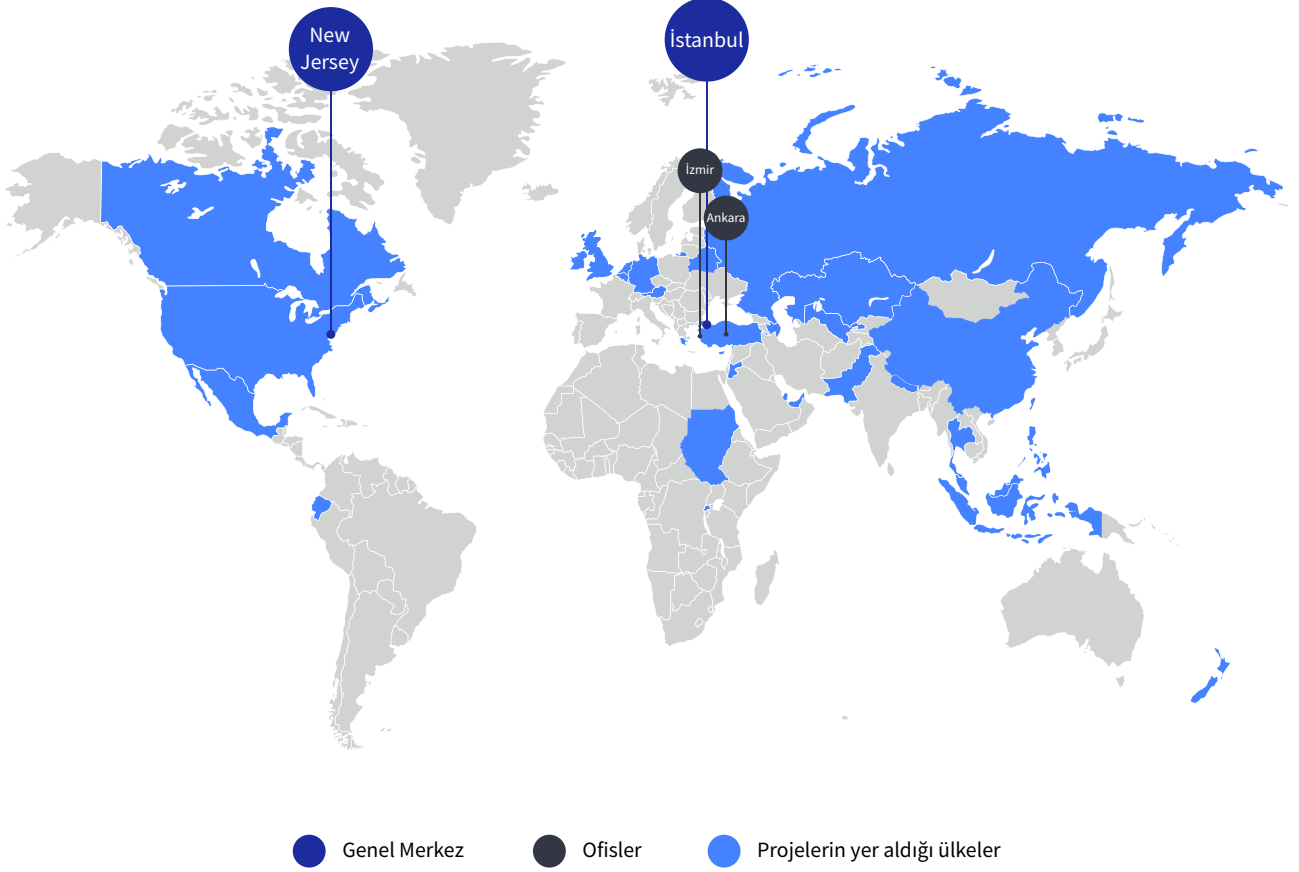 New
Jersey
İstanbul
İzmir
Ankara
Genel Merkez
Ofisler
Projelerin yer aldığı ülkeler